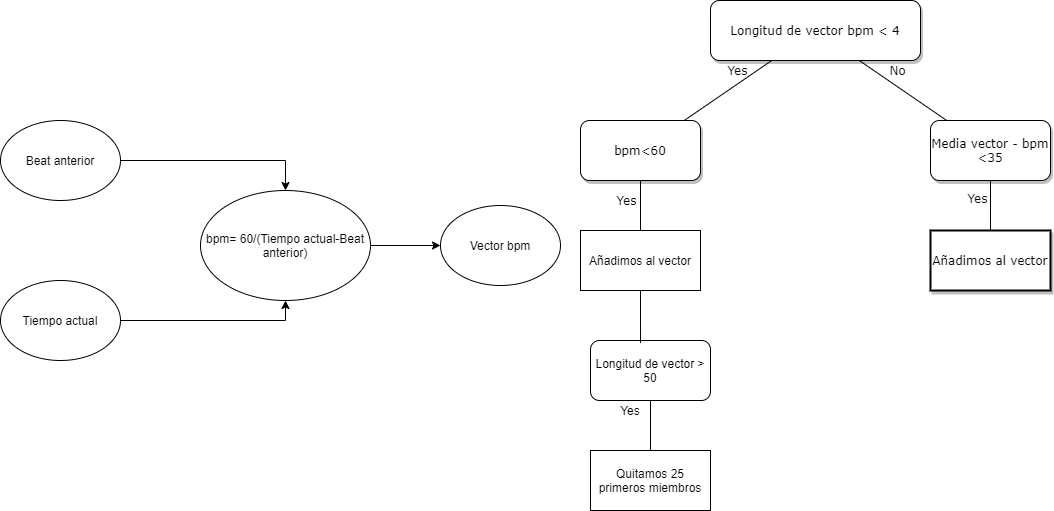 Beat anterior
Tiempo actual
bpm= 60/(Tiempo actual-Beat
anterior)
Vector bpm
Longitud de vector bpm < 4
Yes
No
bpm<60
Yes
Añadimos al vector
Longitud de vector >
50
Yes
Quitamos 25
primeros miembros
Media vector - bpm
<35
Yes
Añadimos al vector